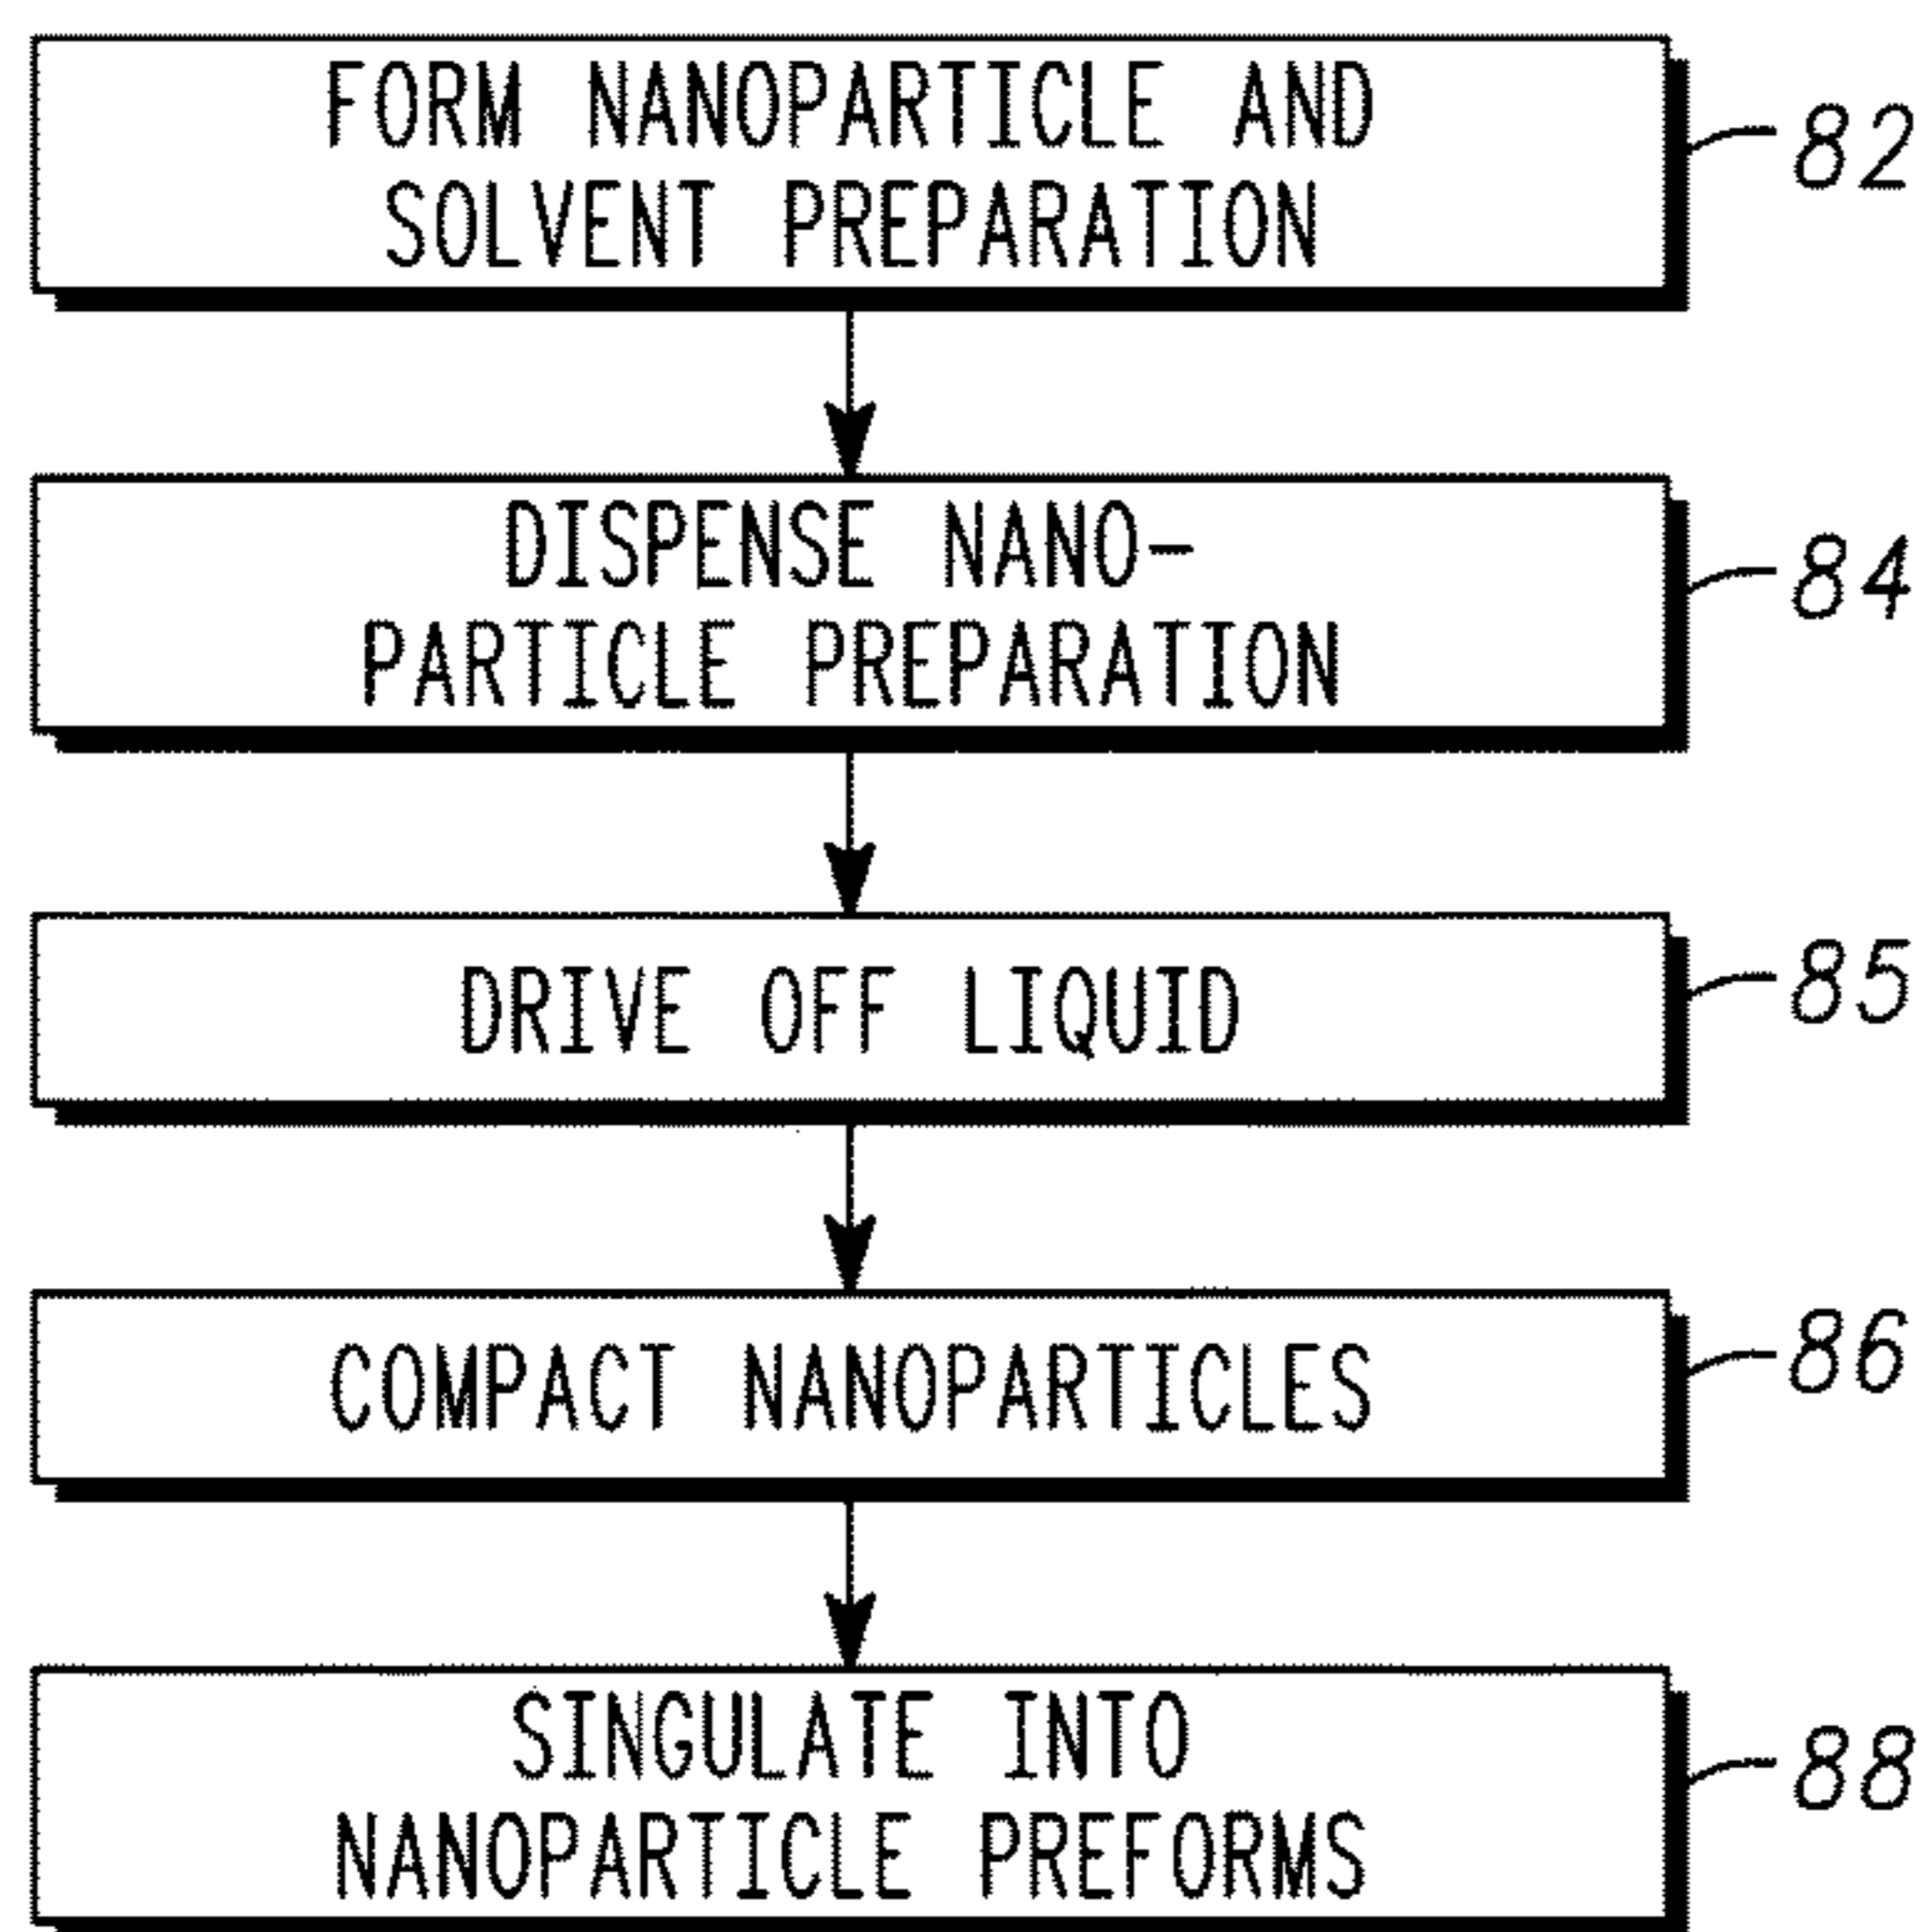 FORM NANOPARTICLE AND
SOLVENT PREPARATION
82
DISPENSE NANO-
PARTICLE PREPARATION
84
DRIVE OFF LIQUID
85
COMPACT NANOPARTICLES
86
SINGULATE INTO
NANOPARTICLE PREFORMS
88